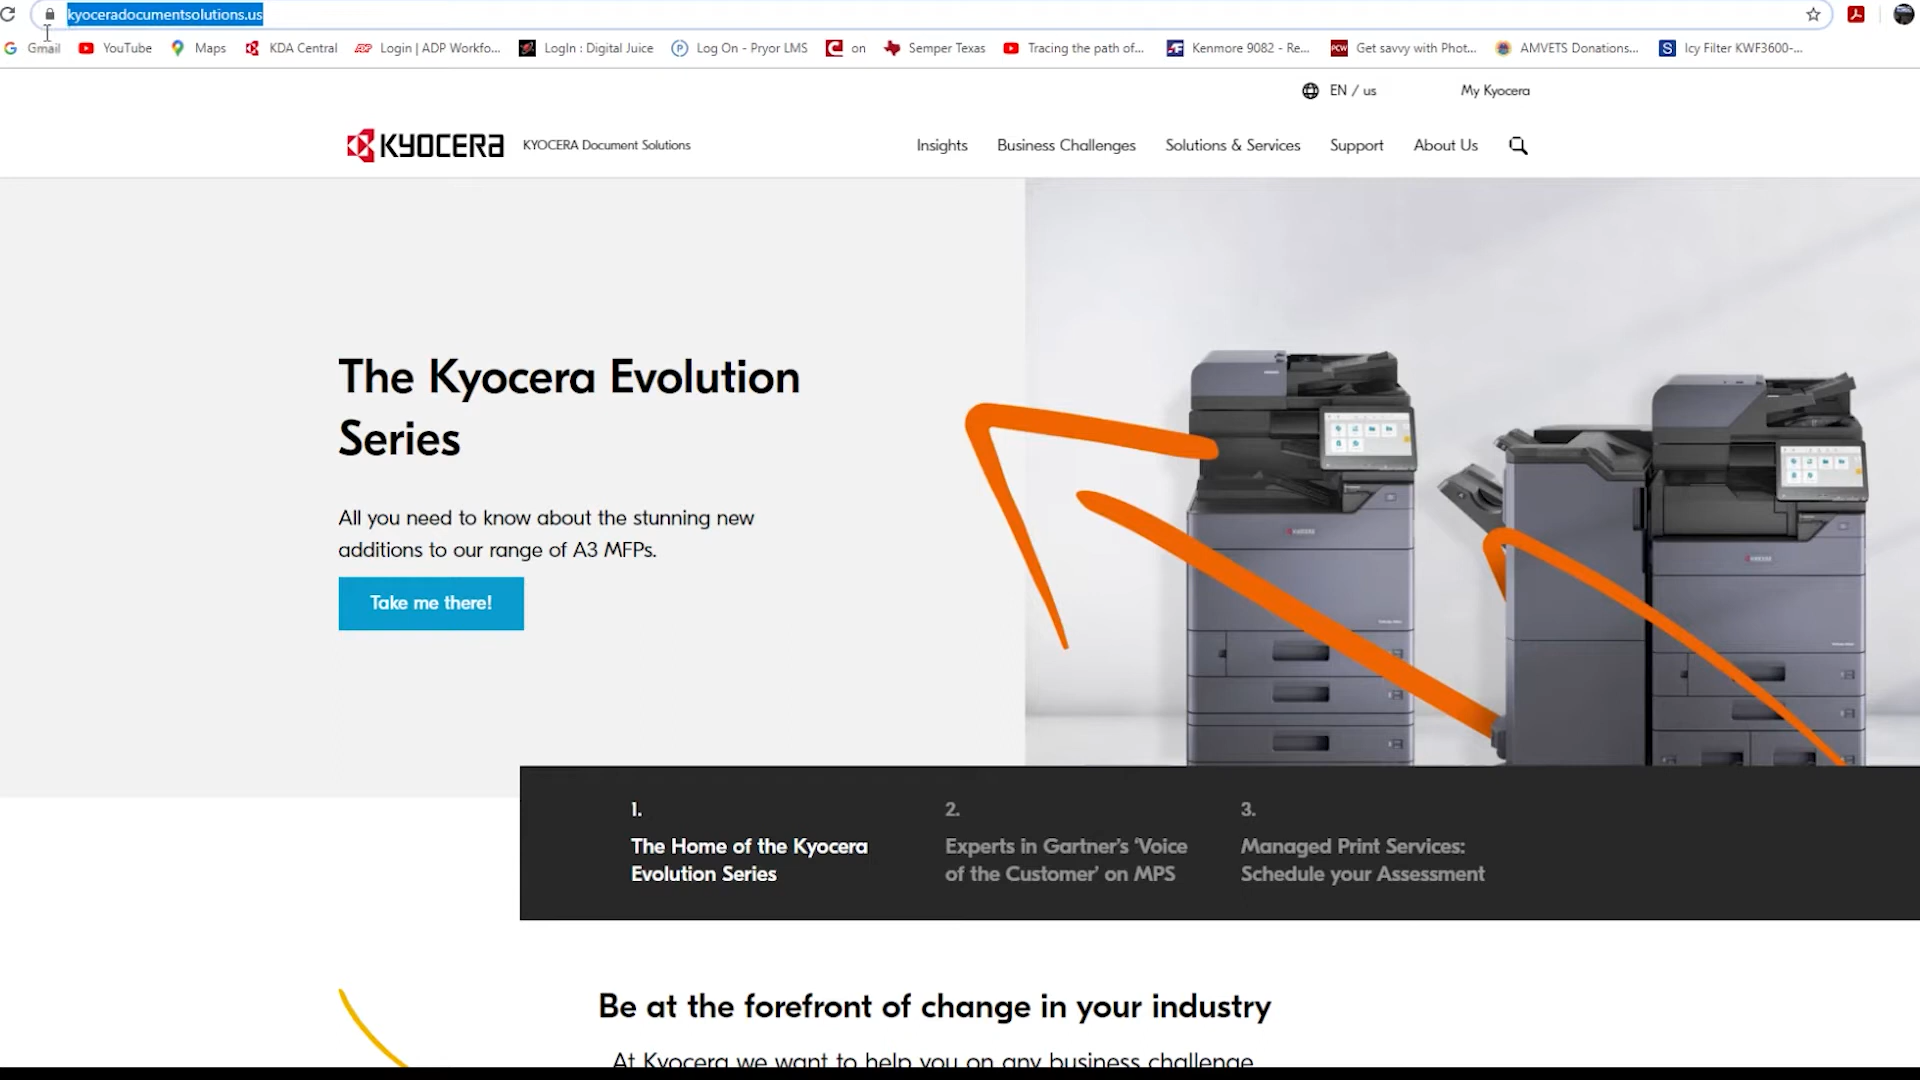 kyoceradocumentsolutions.us
Gmail YouTube Maps KDA Central Login | ADP Workfo... LogIn : Digital Juice Log On - Pryor LMS on Semper Texas Tracing the path of... Kenmore 9082 - Re... Get savvy with Phot... AMVETS Donations... Icy Filter KWF3600-...
EN / us My Kyocera
KYOCERA KYOCERA Document Solutions Insights Business Challenges Solutions & Services Support About Us
The Kyocera Evolution
Series
All you need to know about the stunning new
additions to our range of A3 MFPs.
Take me there!
1. 2. 3.
The Home of the Kyocera Experts in Gartner's 'Voice Managed Print Services:
Evolution Series of the Customer' on MPS Schedule your Assessment
Be at the forefront of change in your industry
At Kyocera we want to help you on any business challenge